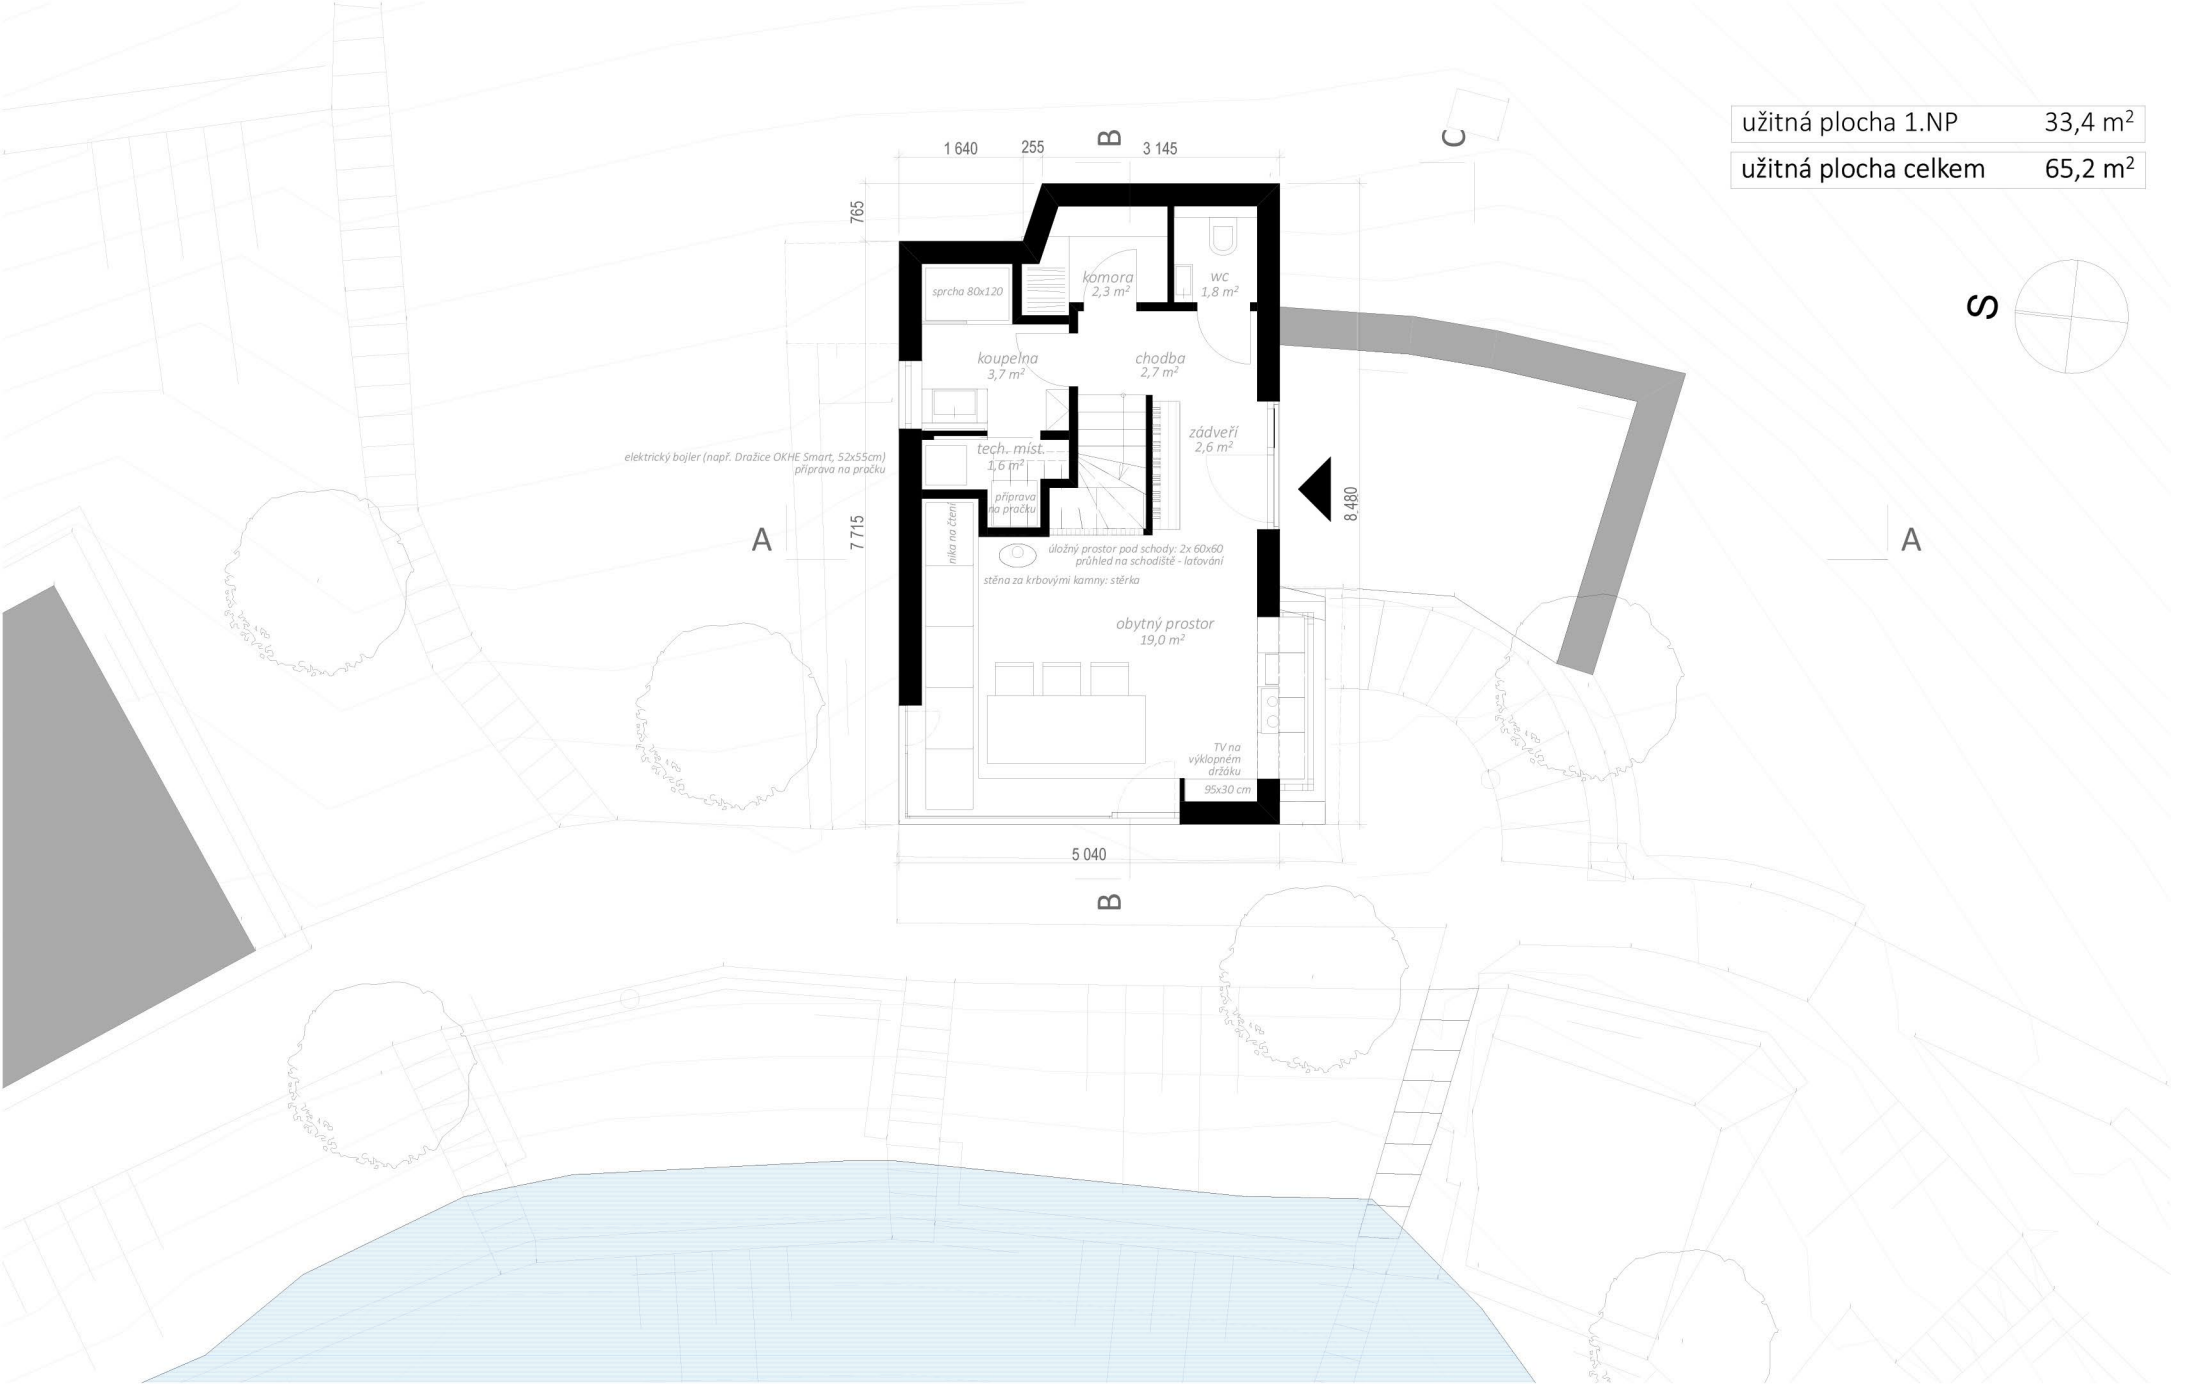 užitná plocha 1.NP 33,4 m²
užitná plocha celkem 65,2 m²
S
B
C
1 640
255
3 145
765
7 715
8 480
5 040
sprcha 80x120
komora
2,3 m²
wc
1,8 m²
koupelna
3,7 m²
chodba
2,7 m²
zádveří
2,6 m²
tech. míst.
1,6 m²
elektrický bojler (např. Dražice OKHE Smart, 52x55cm)
příprava na pračku
příprava
na pračku
nika na čtení
A
A
úložný prostor pod schody: 2x 60x60
průhled na schodiště - laťování
stěna za krbovými kamny: stěrka
obytný prostor
19,0 m²
TV na
výklopném
držáku
95x30 cm
B